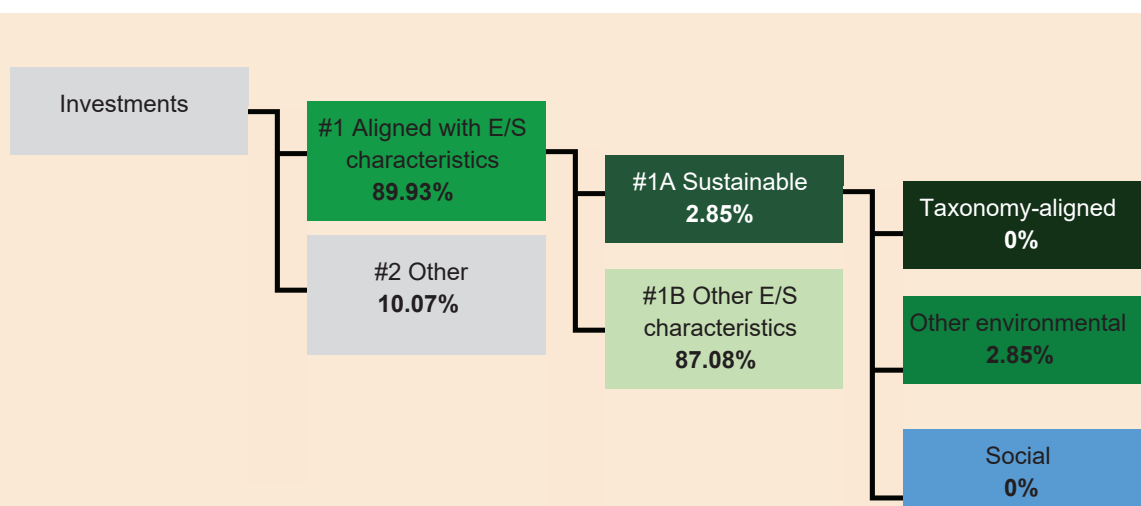 Investments
#1 Aligned with E/S
characteristics
89.93%
#2 Other
10.07%
#1A Sustainable
2.85%
#1B Other E/S
characteristics
87.08%
Taxonomy-aligned
0%
Other environmental
2.85%
Social
0%